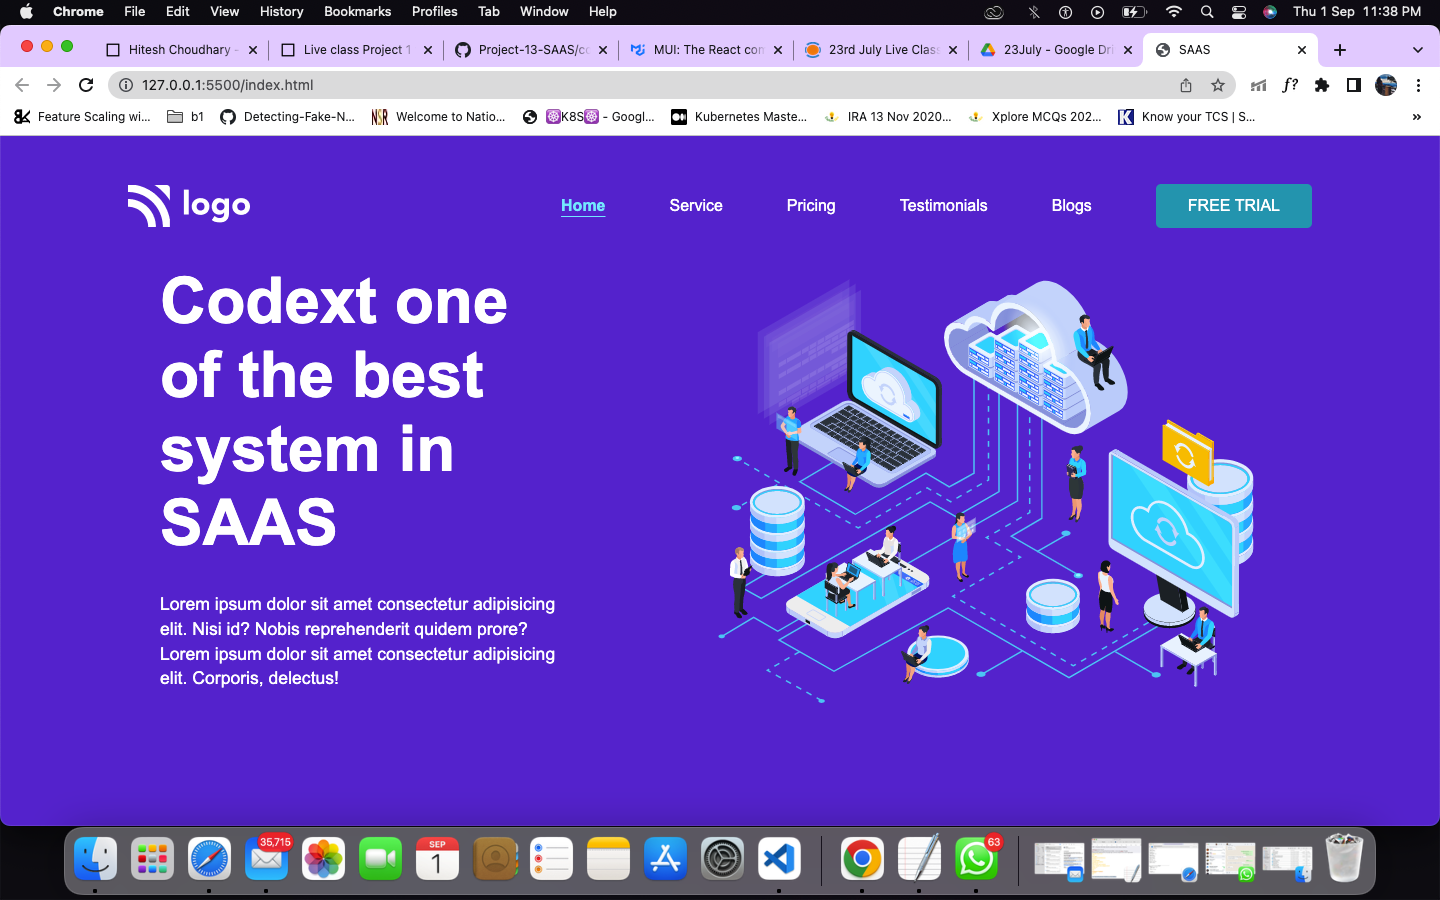 Chrome File Edit View History Bookmarks Profiles Tab Window Help Thu 1 Sep 11:38 PM
Hitesh Choudhary - Live class Project 1 Project-13-SAAS/co MUI: The React com 23rd July Live Class 23July - Google Dri SAAS
127.0.0.1:5500/index.html f?
Feature Scaling wi... b1 Detecting-Fake-N... NSR Welcome to Natio... K8S - Googl... Kubernetes Maste... IRA 13 Nov 2020... Xplore MCQs 202... K Know your TCS | S... »
logo Home Service Pricing Testimonials Blogs FREE TRIAL
Codext one
of the best
system in
SAAS
Lorem ipsum dolor sit amet consectetur adipisicing
elit. Nisi id? Nobis reprehenderit quidem prore?
Lorem ipsum dolor sit amet consectetur adipisicing
elit. Corporis, delectus!
35,715 SEP 63
1